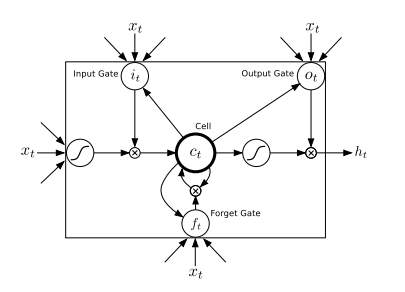 x_t x_t
Input Gate i_t Output Gate o_t
Cell
x_t c_t h_t
Forget Gate
f_t
x_t